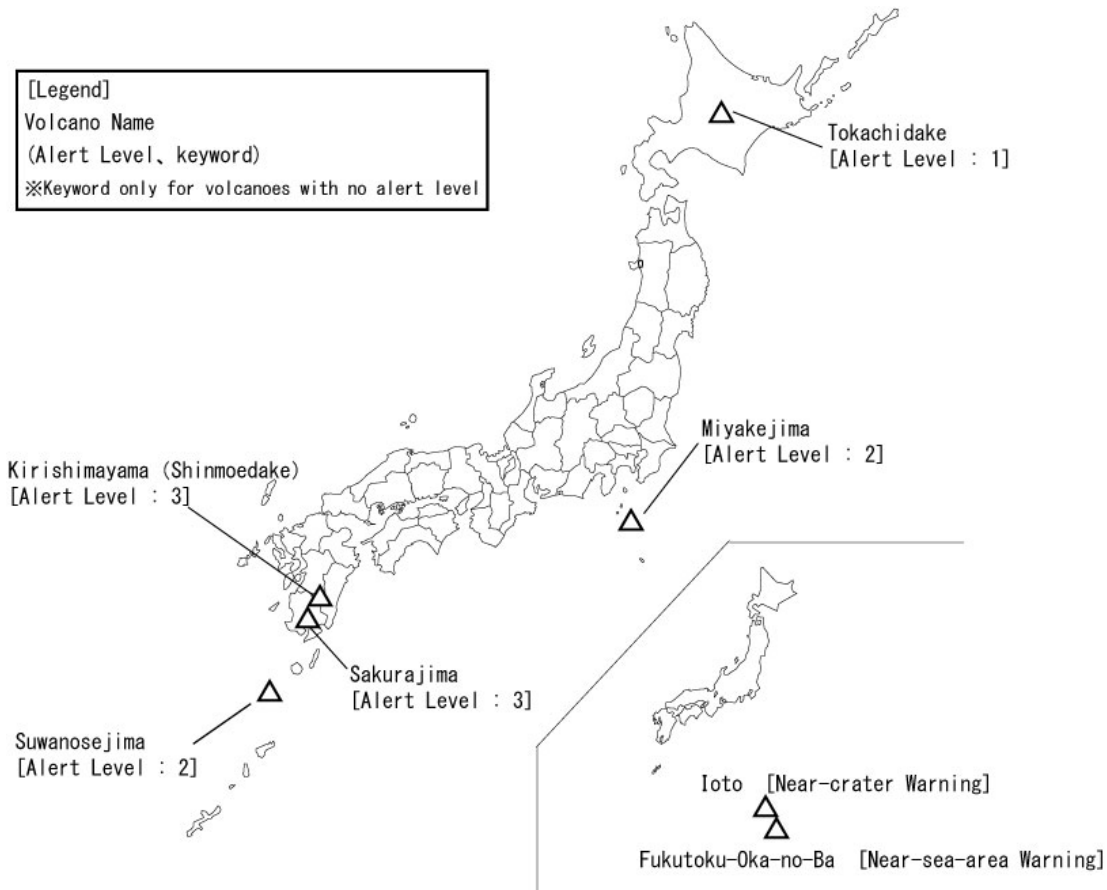 [Legend]
Volcano Name
(Alert Level、keyword)
※Keyword only for volcanoes with no alert level
Tokachidake
[Alert Level : 1]
Miyakejima
[Alert Level : 2]
Kirishimayama (Shinmoedake)
[Alert Level : 3]
Sakurajima
[Alert Level : 3]
Suwanosejima
[Alert Level : 2]
Ioto [Near-crater Warning]
Fukutoku-Oka-no-Ba [Near-sea-area Warning]